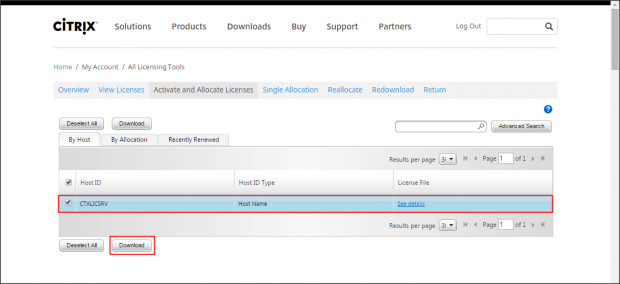 CITRIX Solutions Products Downloads Buy Support Partners Log Out
Home / My Account / All Licensing Tools
Overview View Licenses Activate and Allocate Licenses Single Allocation Reallocate Redownload Return
?
Deselect All Download Advanced Search
By Host By Allocation Recently Renewed
Results per page Page 1 of 1
Host ID Host ID Type License File
CTXLICSRV Host Name See details
Results per page Page 1 of 1
Deselect All Download